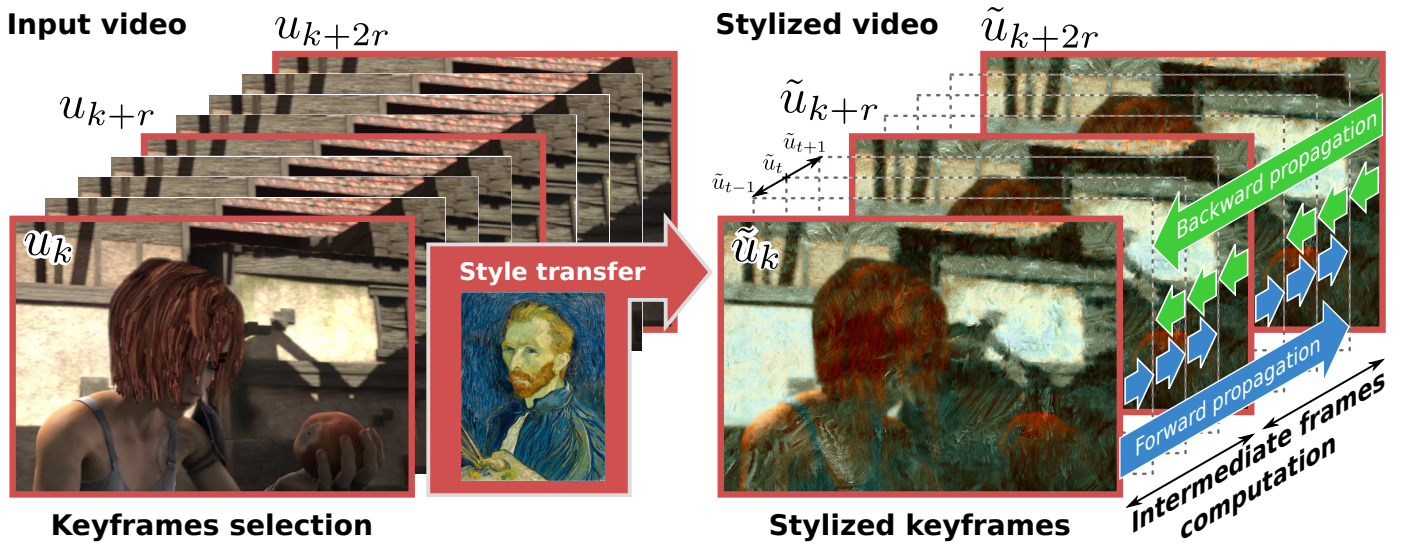 Input video
u_{k+2r}
u_{k+r}
u_k
Style transfer
Keyframes selection
Stylized video
ũ_{k+2r}
ũ_{k+r}
ũ_{t+1}
ũ_t
ũ_{t-1}
ũ_k
Backward propagation
Forward propagation
Intermediate frames
computation
Stylized keyframes